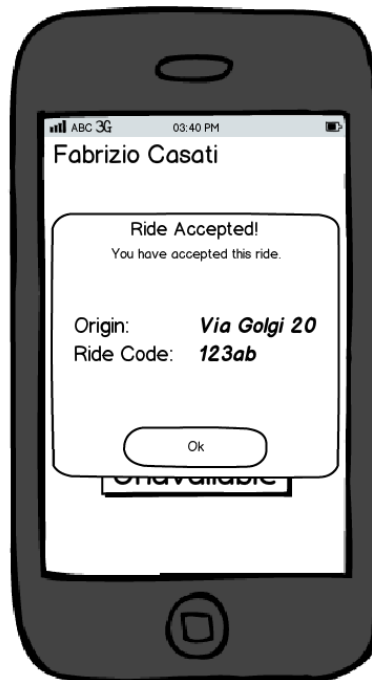 ABC 3G 03:40 PM
Fabrizio Casati
Ride Accepted!
You have accepted this ride.
Origin: Via Golgi 20
Ride Code: 123ab
Ok
Unavailable